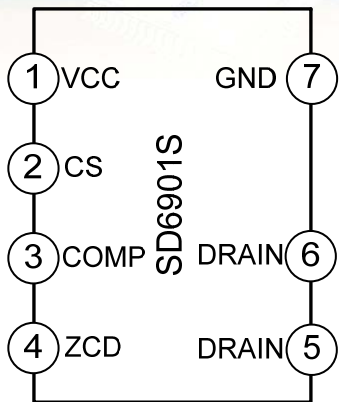 1 VCC GND 7
2 CS
SD6901S
3 COMP DRAIN 6
4 ZCD DRAIN 5